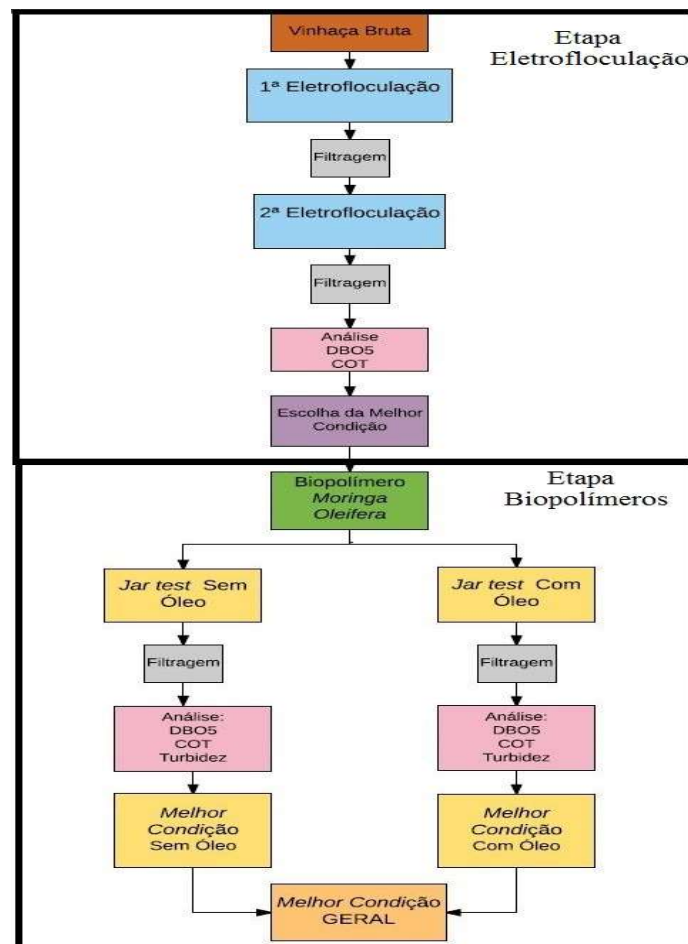 Vinhaça Bruta
Etapa
Eletrofloculação
1ª Eletrofloculação
Filtragem
2ª Eletrofloculação
Filtragem
Análise
DBO5
COT
Escolha da Melhor
Condição
Etapa
Biopolímeros
Biopolímero
Moringa
Oleifera
Jar test Sem
Óleo
Filtragem
Análise:
DBO5
COT
Turbidez
Melhor
Condição
Sem Óleo
Jar test Com
Óleo
Filtragem
Análise:
DBO5
COT
Turbidez
Melhor
Condição
Com Óleo
Melhor Condição
GERAL